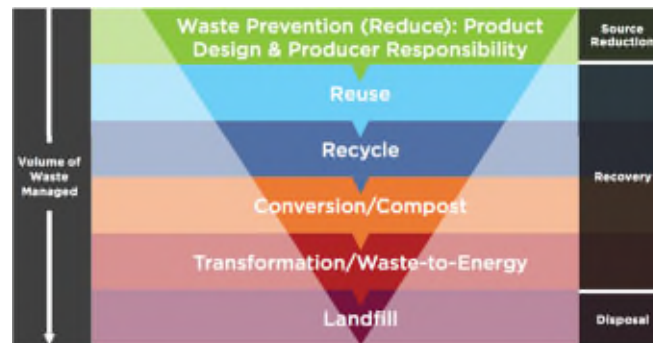 Waste Prevention (Reduce): Product
Design & Producer Responsibility
Source
Reduction
Reuse
Recycle
Volume of
Waste
Managed
Recovery
Conversion/Compost
Transformation/Waste-to-Energy
Landfill
Disposal